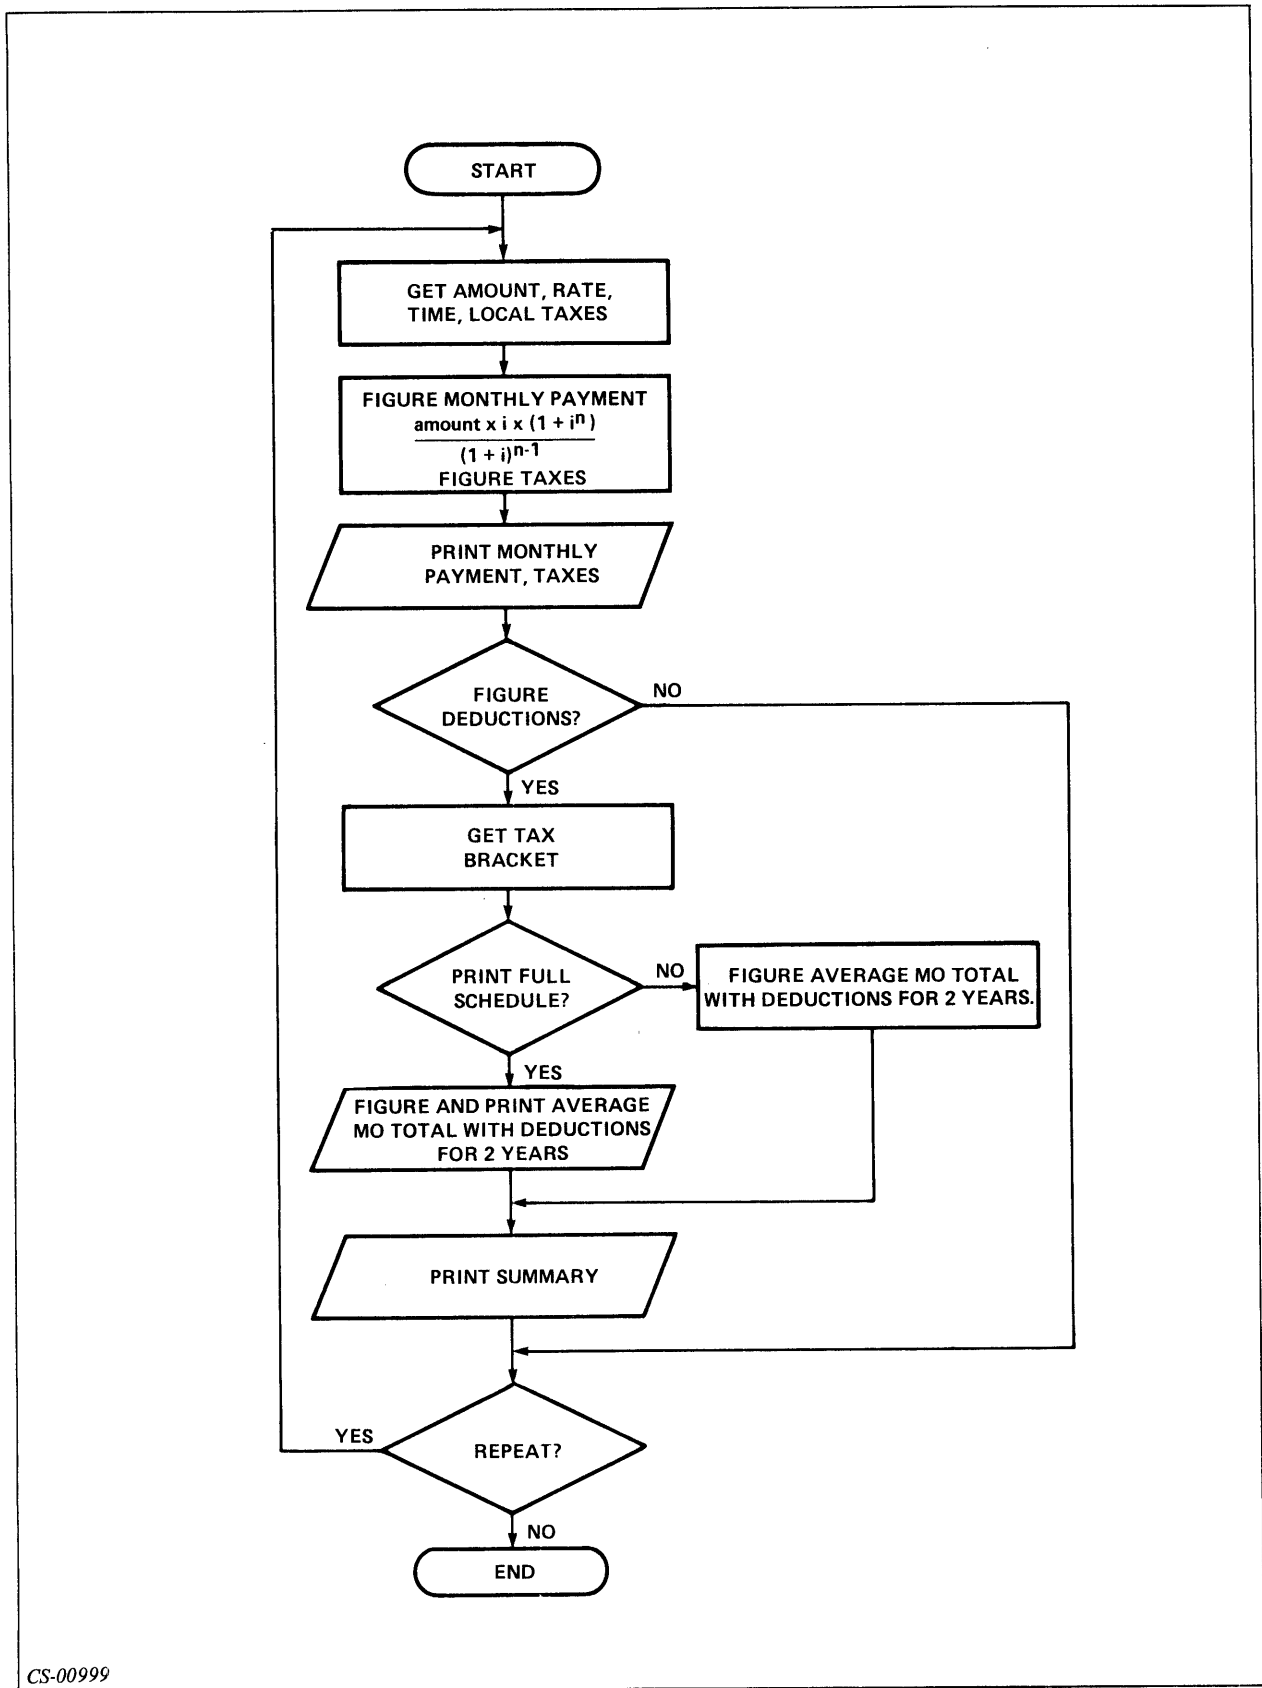 START
GET AMOUNT, RATE,
TIME, LOCAL TAXES
FIGURE MONTHLY PAYMENT
amount x i x (1 + iⁿ)
(1 + i)ⁿ⁻¹
FIGURE TAXES
PRINT MONTHLY
PAYMENT, TAXES
FIGURE
DEDUCTIONS?
NO
YES
GET TAX
BRACKET
PRINT FULL
SCHEDULE?
NO
FIGURE AVERAGE MO TOTAL
WITH DEDUCTIONS FOR 2 YEARS.
YES
FIGURE AND PRINT AVERAGE
MO TOTAL WITH DEDUCTIONS
FOR 2 YEARS
PRINT SUMMARY
YES
REPEAT?
NO
END
CS-00999